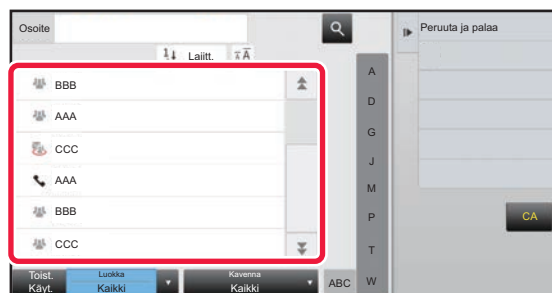 Osoite
Peruuta ja palaa
Laiitt.
BBB
AAA
CCC
AAA
BBB
CCC
A
D
G
J
M
P
T
W
CA
Toist. Käyt.
Luokka
Kaikki
Kavenna
Kaikki
ABC